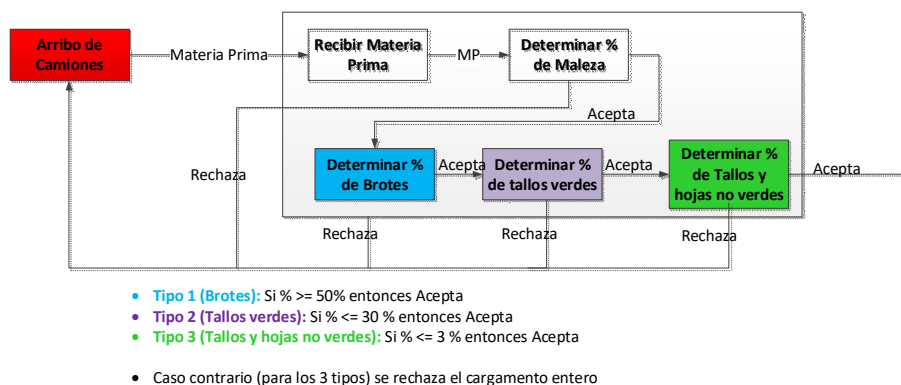 Arribo de
Camiones
Materia Prima
Recibir Materia
Prima
MP
Determinar %
de Maleza
Acepta
Rechaza
Determinar %
de Brotes
Acepta
Determinar %
de tallos verdes
Acepta
Determinar %
de Tallos y
hojas no verdes
Acepta
Rechaza
Rechaza
Rechaza
• Tipo 1 (Brotes): Si % >= 50% entonces Acepta
• Tipo 2 (Tallos verdes): Si % <= 30 % entonces Acepta
• Tipo 3 (Tallos y hojas no verdes): Si % <= 3 % entonces Acepta
• Caso contrario (para los 3 tipos) se rechaza el cargamento entero